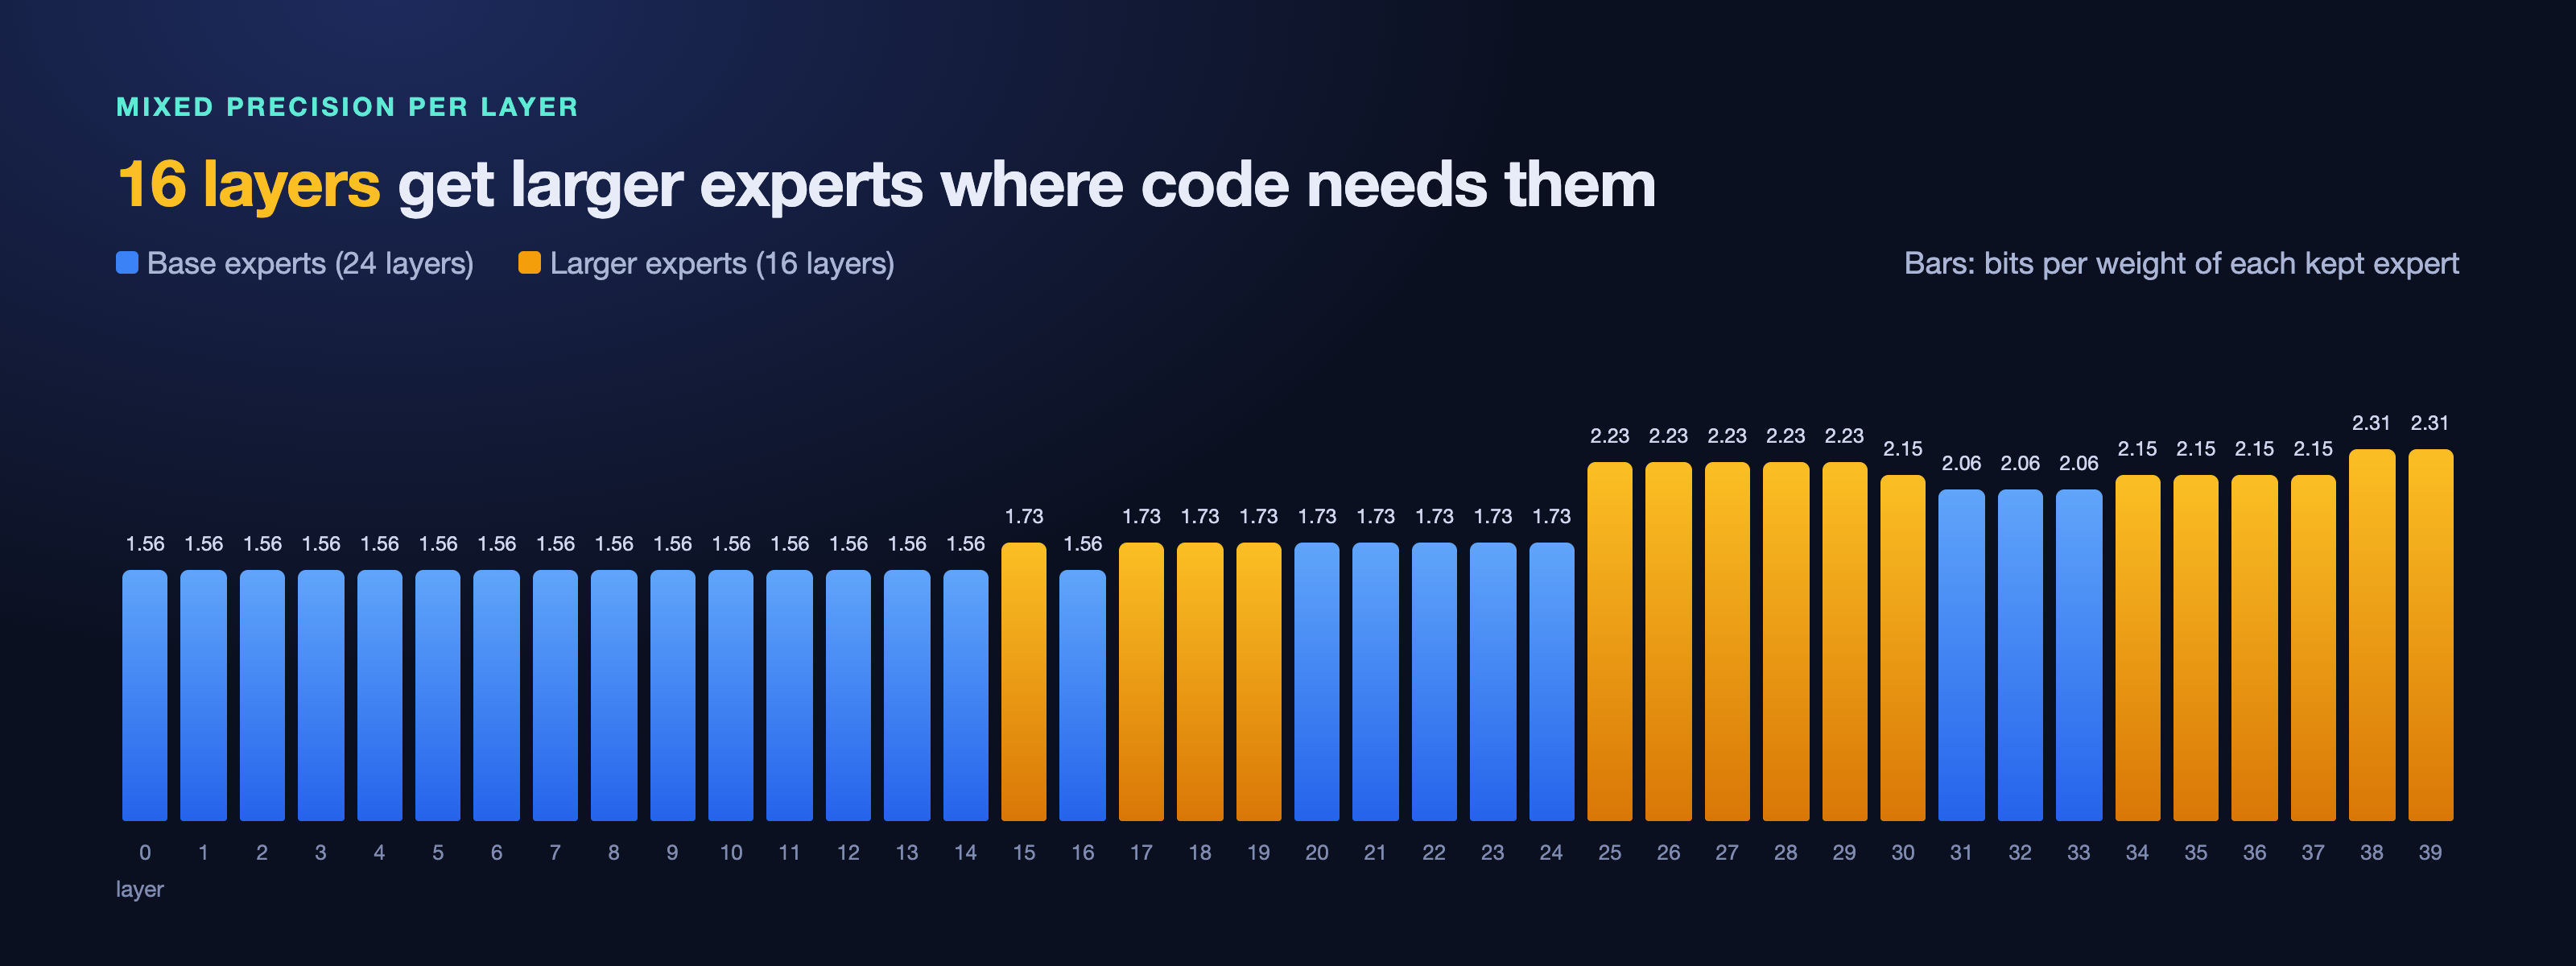 MIXED PRECISION PER LAYER
16 layers get larger experts where code needs them
Base experts (24 layers) Larger experts (16 layers) Bars: bits per weight of each kept expert
1.56 1.56 1.56 1.56 1.56 1.56 1.56 1.56 1.56 1.56 1.56 1.56 1.56 1.56 1.56 1.73 1.56 1.73 1.73 1.73 1.73 1.73 1.73 1.73 1.73 2.23 2.23 2.23 2.23 2.23 2.15 2.06 2.06 2.06 2.15 2.15 2.15 2.15 2.31 2.31
0 1 2 3 4 5 6 7 8 9 10 11 12 13 14 15 16 17 18 19 20 21 22 23 24 25 26 27 28 29 30 31 32 33 34 35 36 37 38 39
layer